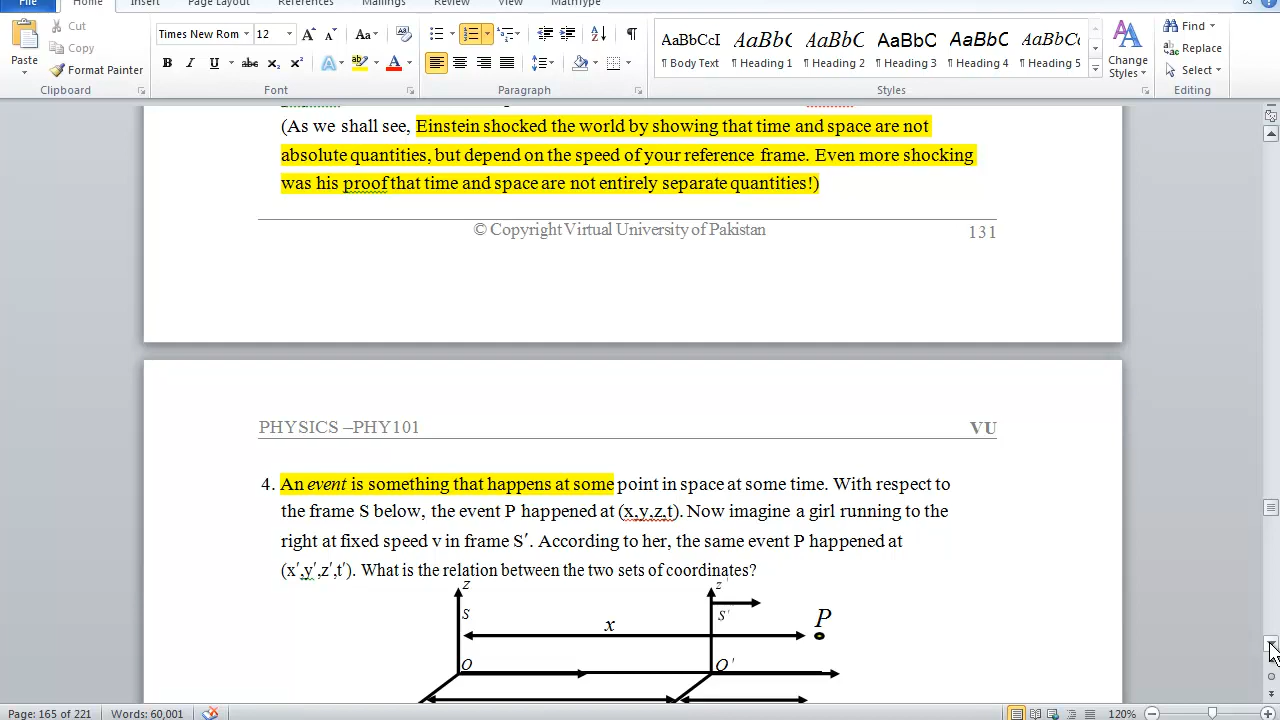 File Home Insert Page Layout References Mailings Review View MathType
Cut
Copy
Format Painter
Paste
Clipboard
Times New Rom 12
Font
Paragraph
AaBbCcI AaBbC AaBbC AaBbC AaBbC AaBbCc
¶ Body Text ¶ Heading 1 ¶ Heading 2 ¶ Heading 3 ¶ Heading 4 ¶ Heading 5
Styles
Change
Styles
Find
Replace
Select
Editing
(As we shall see, Einstein shocked the world by showing that time and space are not
absolute quantities, but depend on the speed of your reference frame. Even more shocking
was his proof that time and space are not entirely separate quantities!)
© Copyright Virtual University of Pakistan 131
PHYSICS –PHY101 VU
4. An event is something that happens at some point in space at some time. With respect to
the frame S below, the event P happened at (x,y,z,t). Now imagine a girl running to the
right at fixed speed v in frame S′. According to her, the same event P happened at
(x′,y′,z′,t′). What is the relation between the two sets of coordinates?
z z'
S S'
x P
O O'
Page: 165 of 221 Words: 60,001 120%